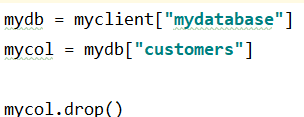 mydb = myclient["mydatabase"]
mycol = mydb["customers"]
mycol.drop()